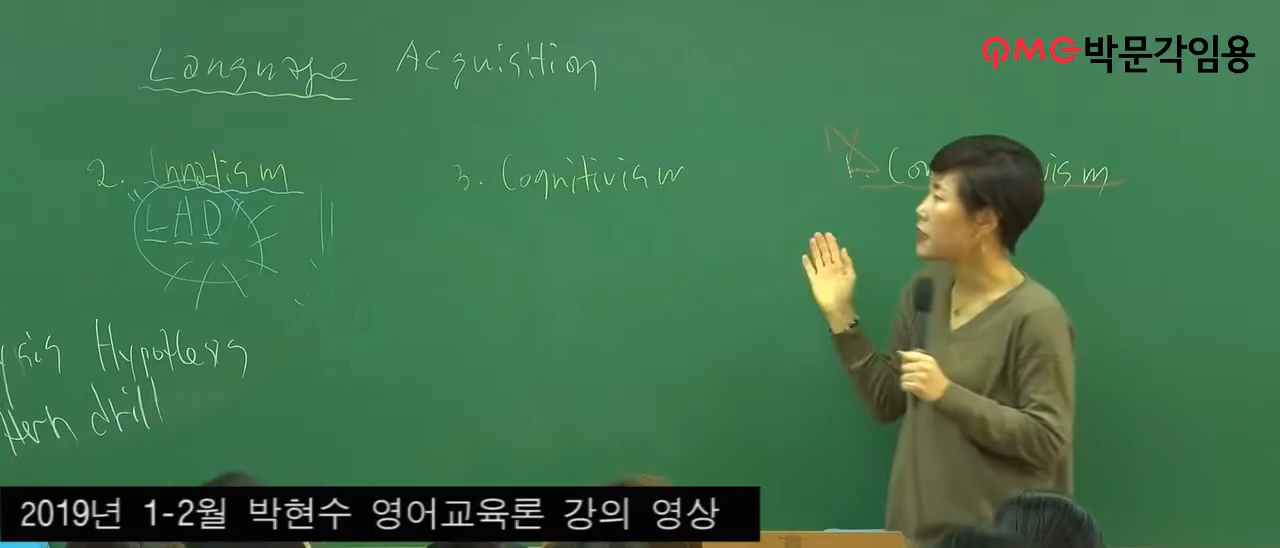 Language Acquisition
PMG박문각임용
2. Innatism
3. Cognitivism
"LAD"
Hypothesis
drill
2019년 1-2월 박현수 영어교육론 강의 영상